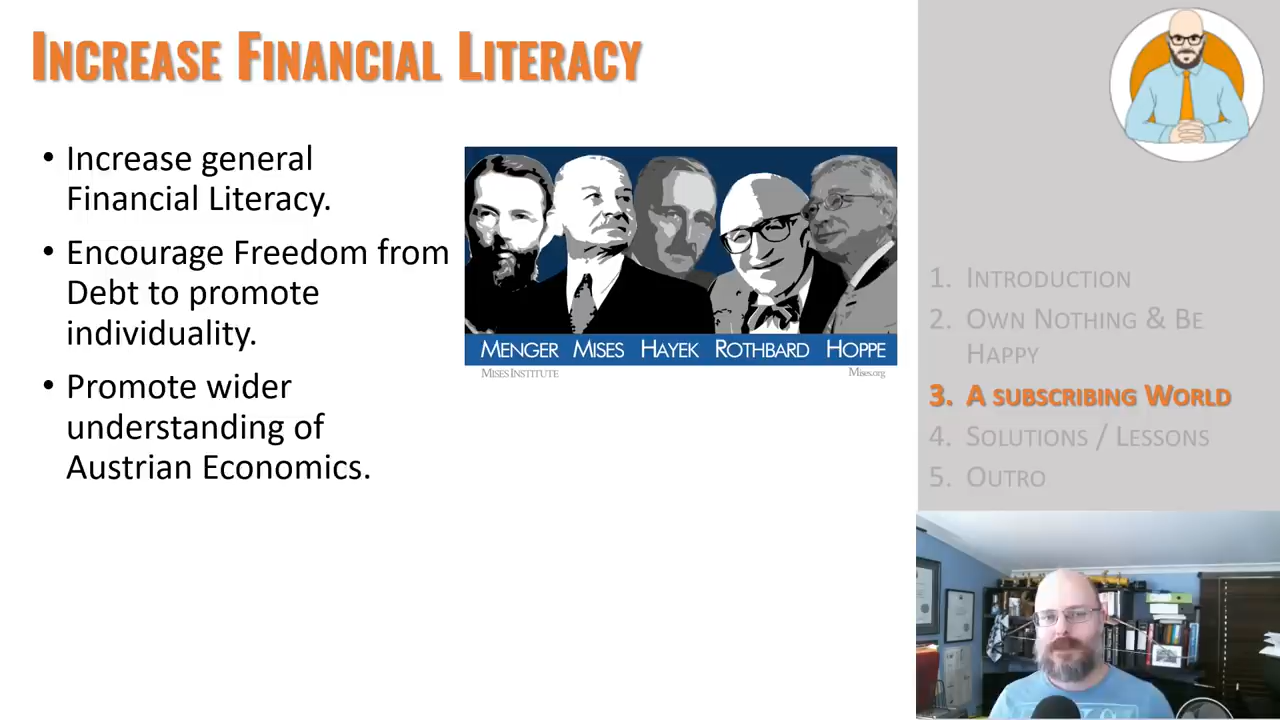 Increase Financial Literacy
• Increase general
Financial Literacy.
• Encourage Freedom from
Debt to promote
individuality.
• Promote wider
understanding of
Austrian Economics.
MENGER MISES HAYEK ROTHBARD HOPPE
MISES INSTITUTE Mises.org
1. Introduction
2. Own Nothing & Be
Happy
3. A subscribing World
4. Solutions / Lessons
5. Outro